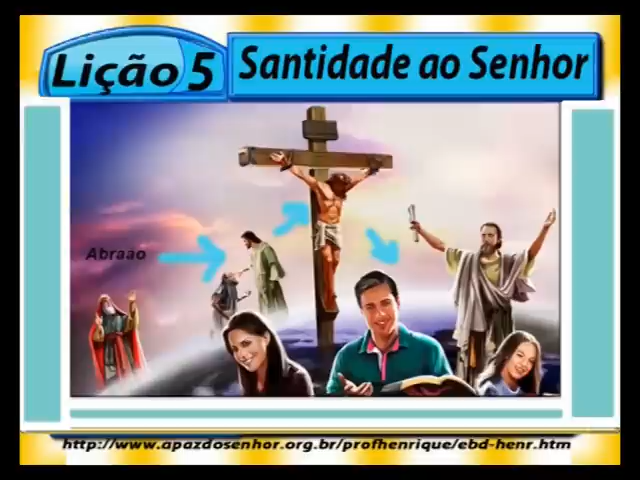 Lição 5
Santidade ao Senhor
Abraao
http://www.apazdosenhor.org.br/profhenrique/ebd-henr.htm